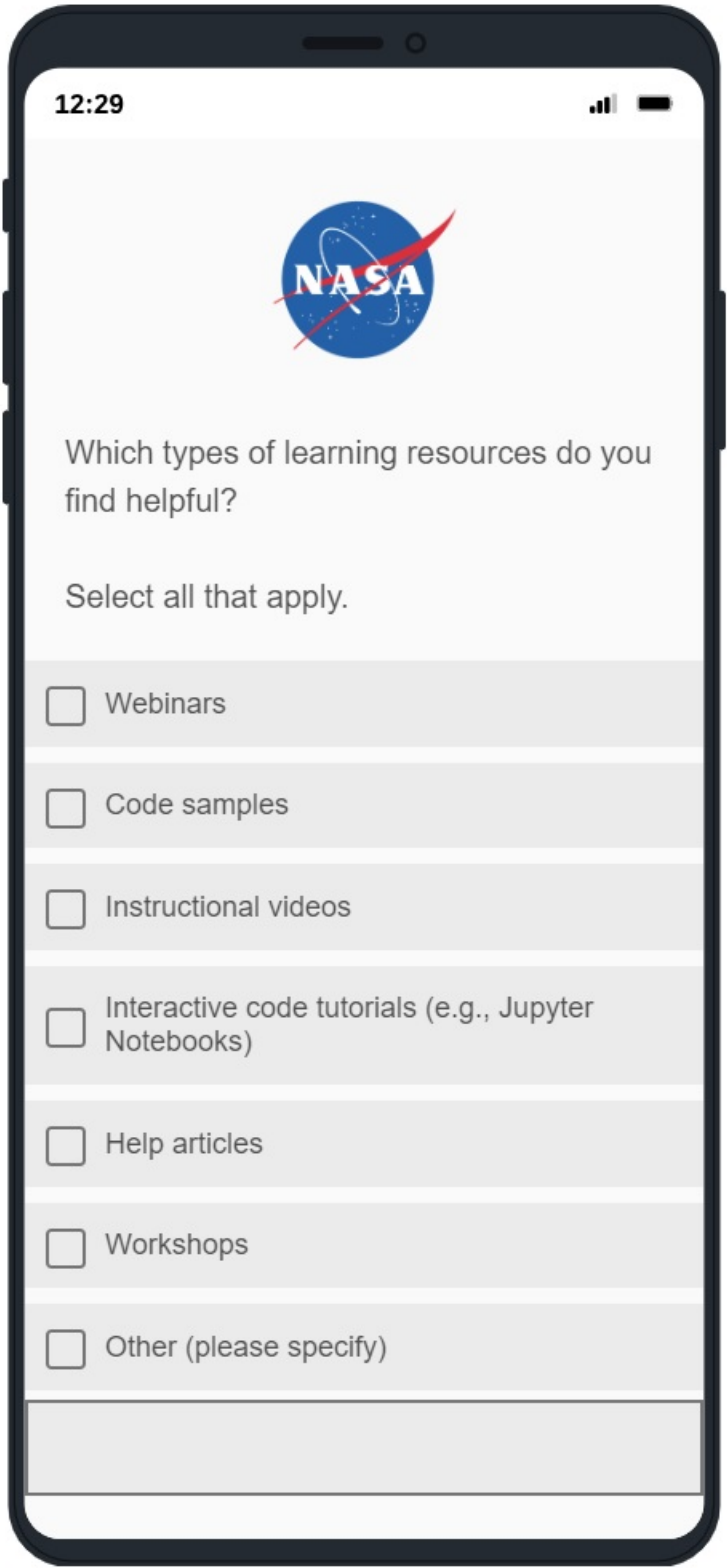 12:29
NASA
Which types of learning resources do you
find helpful?
Select all that apply.
Webinars
Code samples
Instructional videos
Interactive code tutorials (e.g., Jupyter
Notebooks)
Help articles
Workshops
Other (please specify)